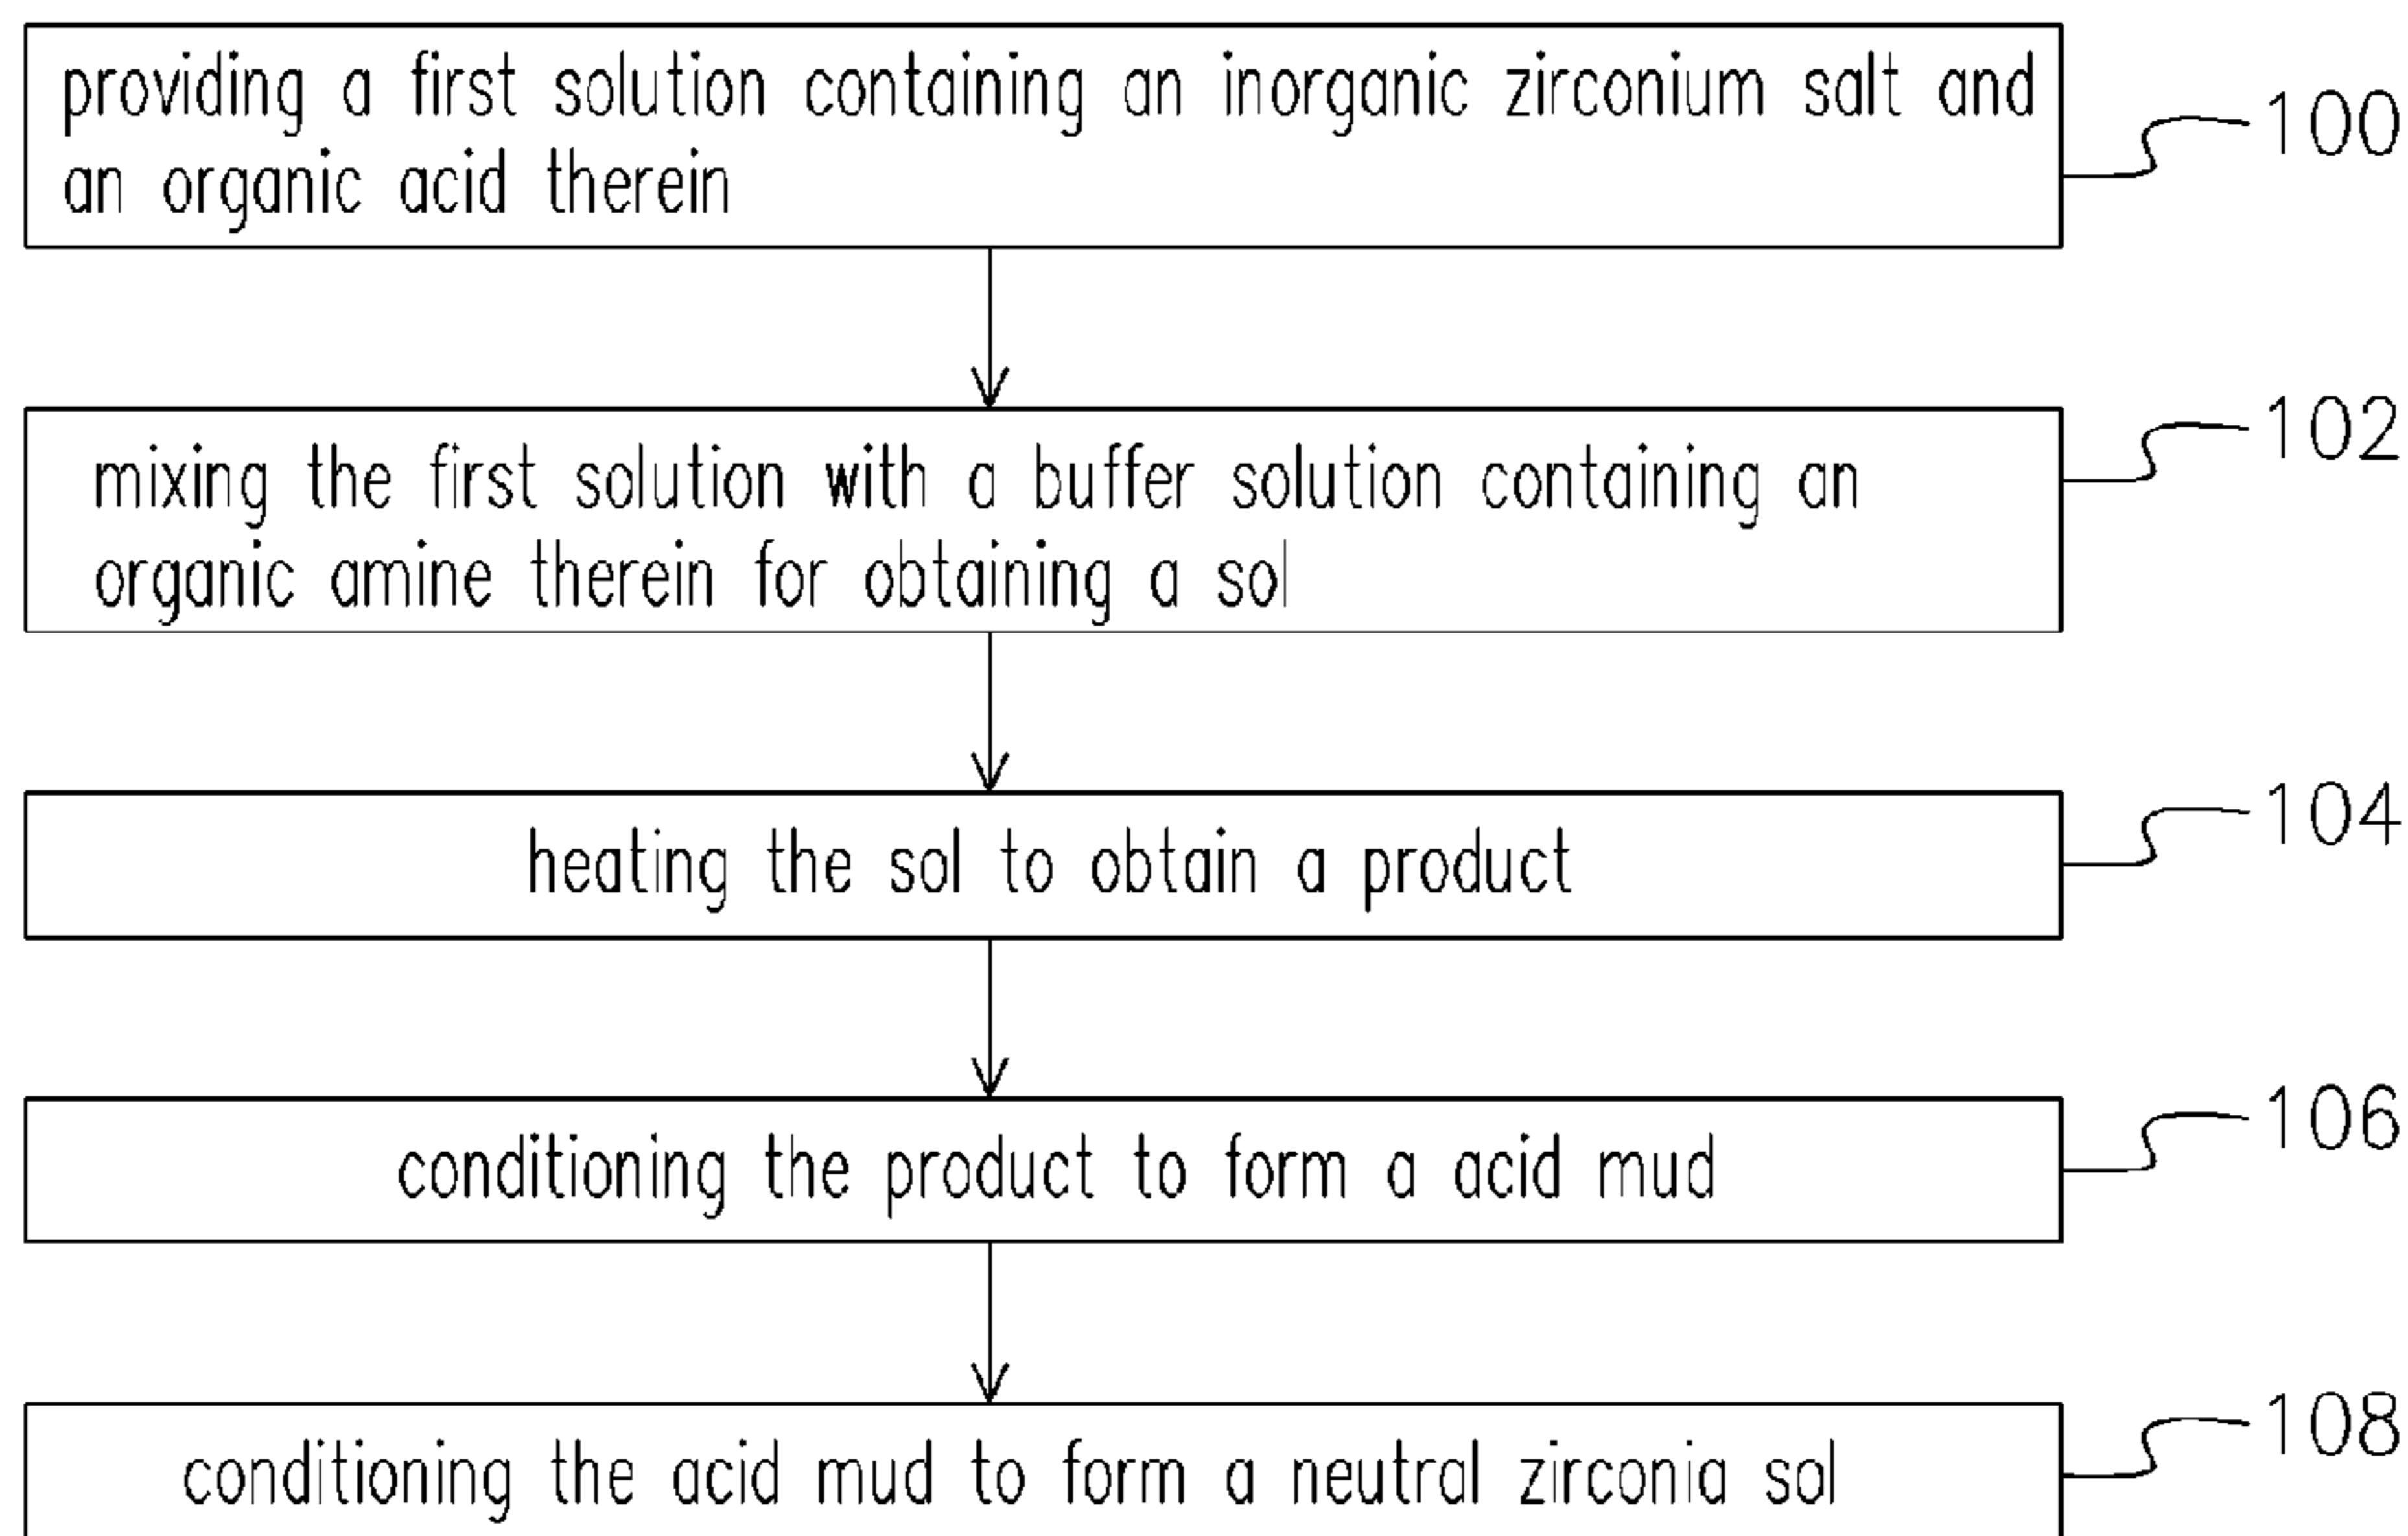 providing a first solution containing an inorganic zirconium salt and
an organic acid therein
100
mixing the first solution with a buffer solution containing an
organic amine therein for obtaining a sol
102
heating the sol to obtain a product
104
conditioning the product to form a acid mud
106
conditioning the acid mud to form a neutral zirconia sol
108